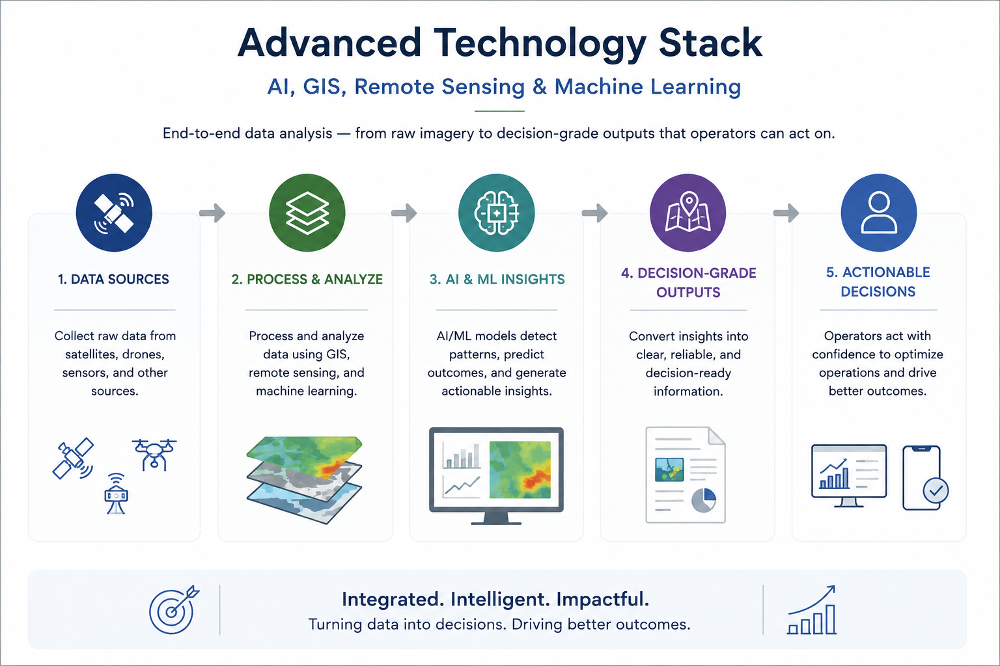 Advanced Technology Stack
AI, GIS, Remote Sensing & Machine Learning
End-to-end data analysis — from raw imagery to decision-grade outputs that operators can act on.
1. DATA SOURCES
Collect raw data from
satellites, drones,
sensors, and other
sources.
2. PROCESS & ANALYZE
Process and analyze
data using GIS,
remote sensing, and
machine learning.
3. AI & ML INSIGHTS
AI/ML models detect
patterns, predict
outcomes, and generate
actionable insights.
4. DECISION-GRADE
OUTPUTS
Convert insights into
clear, reliable, and
decision-ready
information.
5. ACTIONABLE
DECISIONS
Operators act with
confidence to optimize
operations and drive
better outcomes.
Integrated. Intelligent. Impactful.
Turning data into decisions. Driving better outcomes.